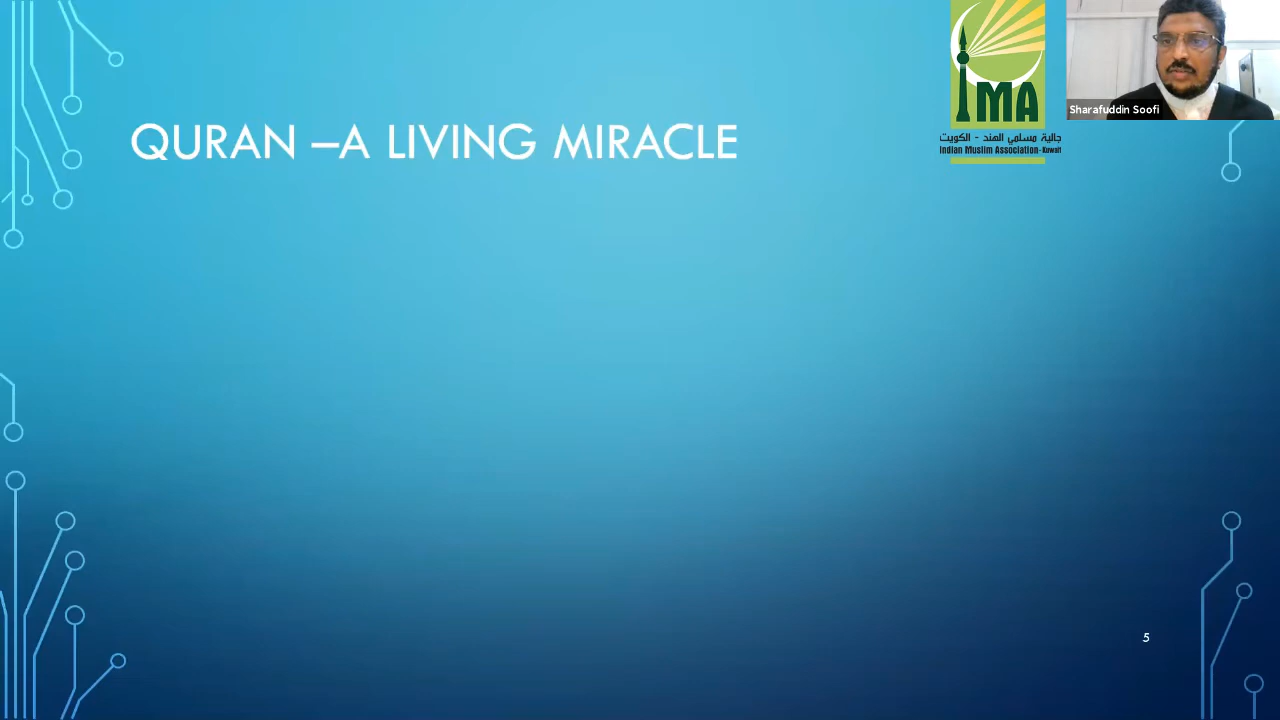 QURAN –A LIVING MIRACLE
IMA
جالية مسلمي الهند - الكويت
Indian Muslim Association-Kuwait
Sharafuddin Soofi
5